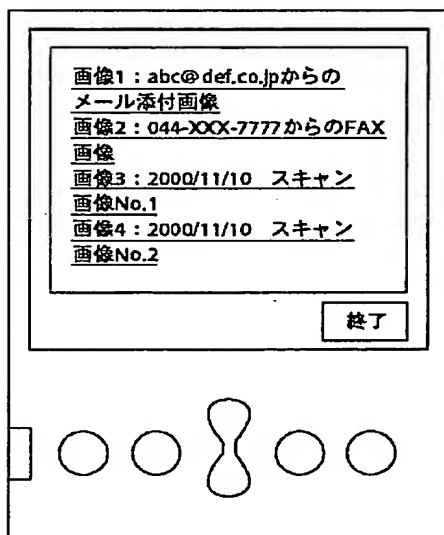 画像1：abc@def.co.jpからの
メール添付画像
画像2：044-XXX-7777からのFAX
画像
画像3：2000/11/10　スキャン
画像No.1
画像4：2000/11/10　スキャン
画像No.2
終了